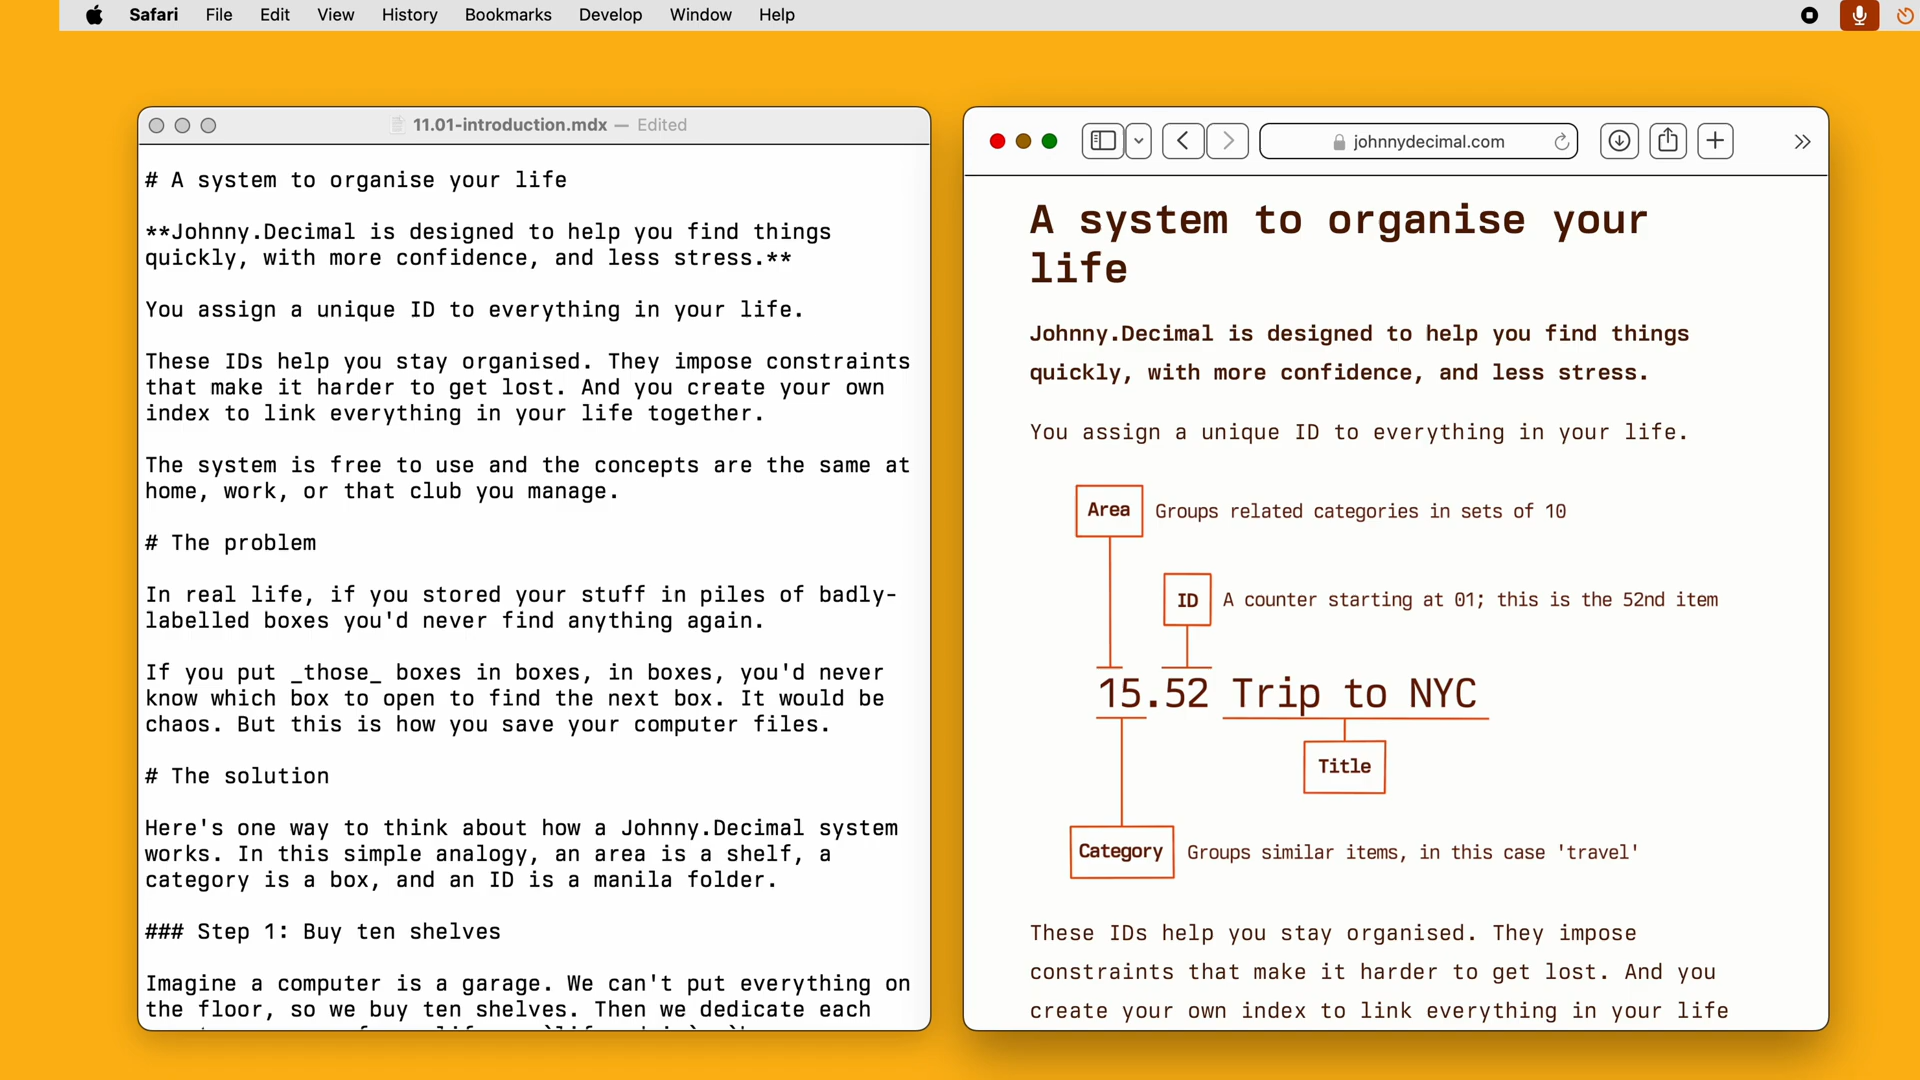 Safari File Edit View History Bookmarks Develop Window Help
11.01-introduction.mdx — Edited
# A system to organise your life
**Johnny.Decimal is designed to help you find things
quickly, with more confidence, and less stress.**
You assign a unique ID to everything in your life.
These IDs help you stay organised. They impose constraints
that make it harder to get lost. And you create your own
index to link everything in your life together.
The system is free to use and the concepts are the same at
home, work, or that club you manage.
# The problem
In real life, if you stored your stuff in piles of badly-
labelled boxes you'd never find anything again.
If you put _those_ boxes in boxes, in boxes, you'd never
know which box to open to find the next box. It would be
chaos. But this is how you save your computer files.
# The solution
Here's one way to think about how a Johnny.Decimal system
works. In this simple analogy, an area is a shelf, a
category is a box, and an ID is a manila folder.
### Step 1: Buy ten shelves
Imagine a computer is a garage. We can't put everything on
the floor, so we buy ten shelves. Then we dedicate each
johnnydecimal.com
A system to organise your
life
Johnny.Decimal is designed to help you find things
quickly, with more confidence, and less stress.
You assign a unique ID to everything in your life.
Area Groups related categories in sets of 10
ID A counter starting at 01; this is the 52nd item
15.52 Trip to NYC
Title
Category Groups similar items, in this case 'travel'
These IDs help you stay organised. They impose
constraints that make it harder to get lost. And you
create your own index to link everything in your life